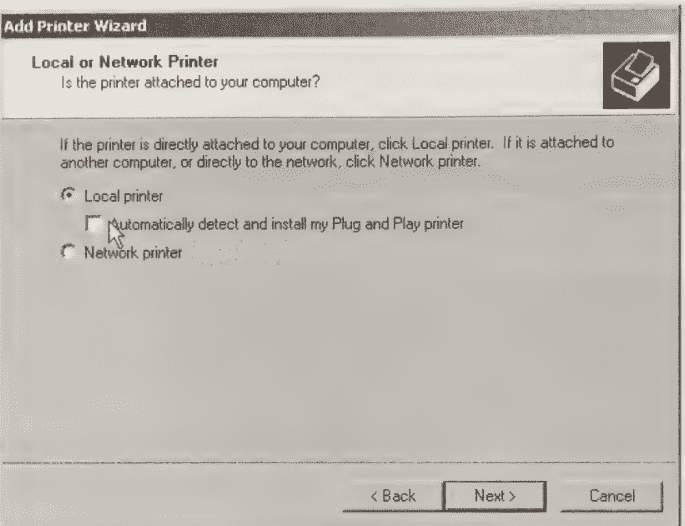 Add Printer Wizard
Local or Network Printer
Is the printer attached to your computer?
If the printer is directly attached to your computer, click Local printer. If it is attached to
another computer, or directly to the network, click Network printer.
Local printer
Automatically detect and install my Plug and Play printer
Network printer
< Back
Next >
Cancel